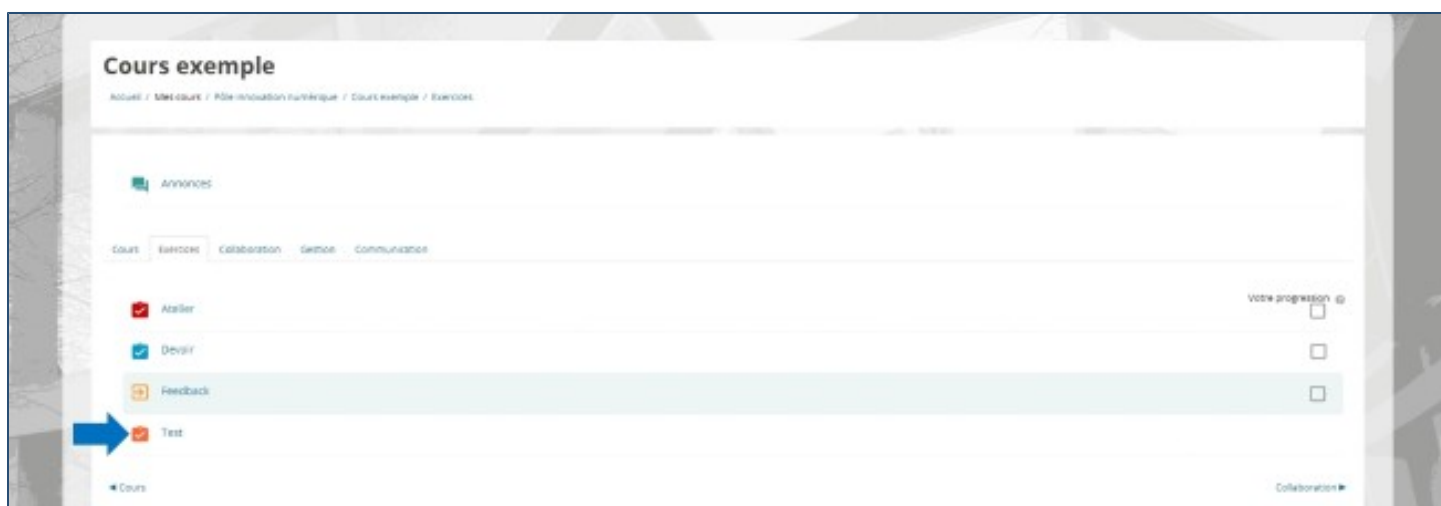 Cours exemple
Accueil / Mes cours / Pôle innovation numérique / Cours exemple / Exercices
Annonces
Cours Exercices Collaboration Gestion Communication
Votre progression
Atelier
Devoir
Feedback
Test
◀ Cours Collaboration ▶